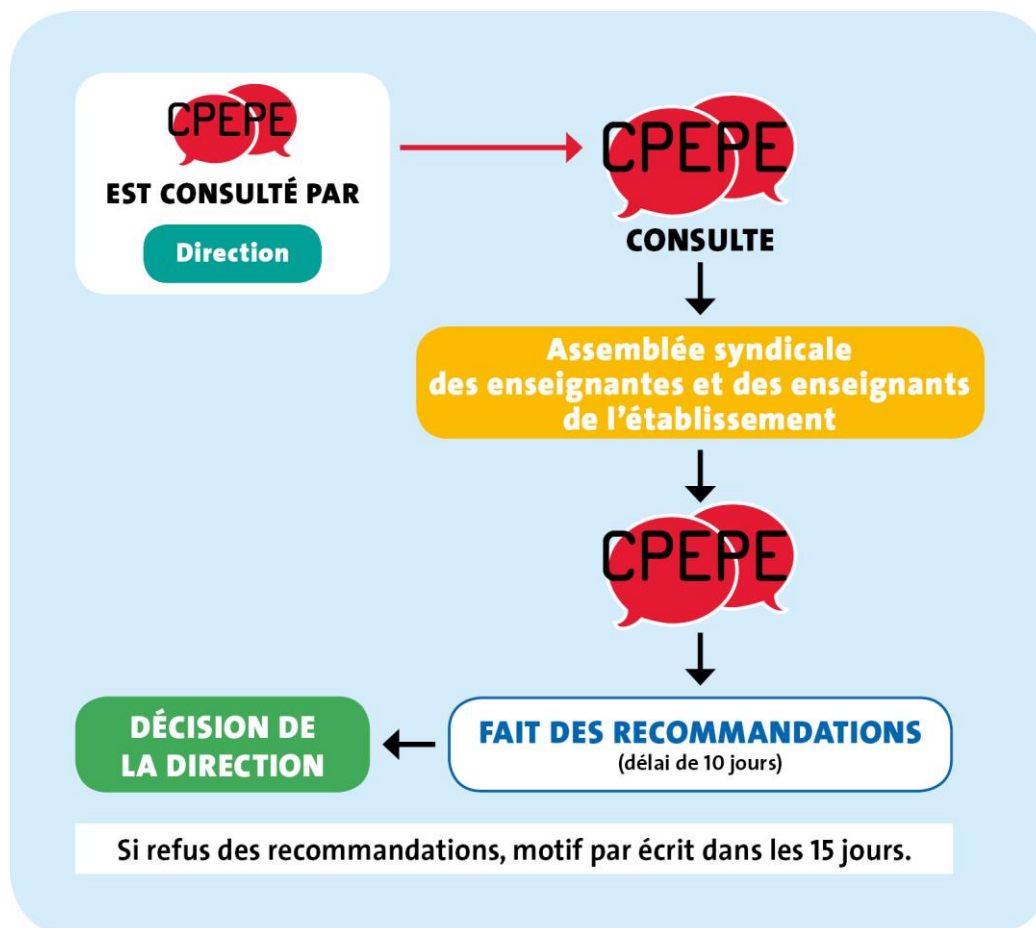 CPEPE
EST CONSULTÉ PAR
Direction
CPEPE
CONSULTE
Assemblée syndicale
des enseignantes et des enseignants
de l'établissement
CPEPE
FAIT DES RECOMMANDATIONS
(délai de 10 jours)
DÉCISION DE
LA DIRECTION
Si refus des recommandations, motif par écrit dans les 15 jours.